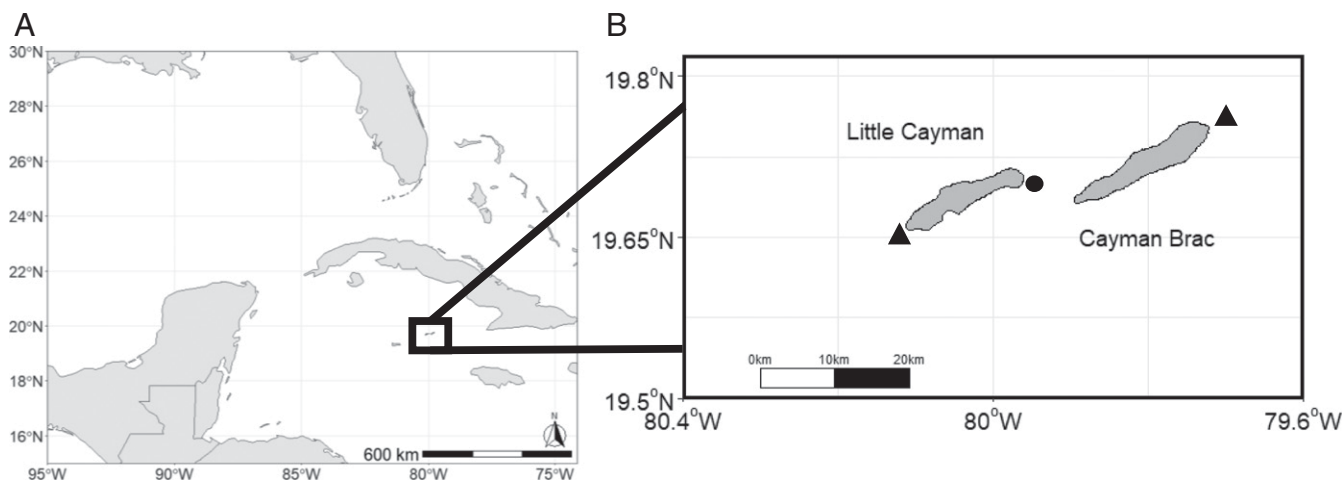 A
B
30°N
28°N
26°N
24°N
22°N
20°N
18°N
16°N
95°W
90°W
85°W
80°W
75°W
N
600 km
19.8°N
19.65°N
19.5°N
80.4°W
80°W
79.6°W
Little Cayman
Cayman Brac
0km 10km 20km